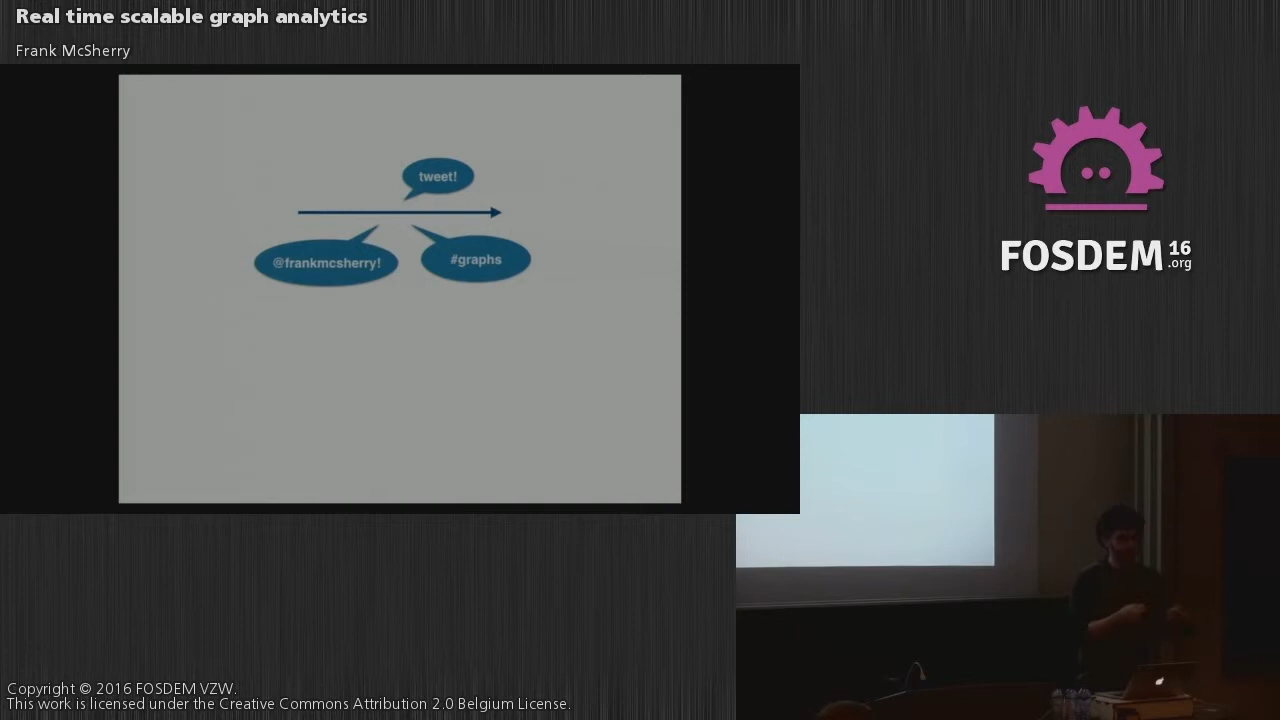 Real time scalable graph analytics
Frank McSherry
tweet!
@frankmcsherry!
#graphs
FOSDEM 16
.org
Copyright © 2016 FOSDEM VZW.
This work is licensed under the Creative Commons Attribution 2.0 Belgium License.